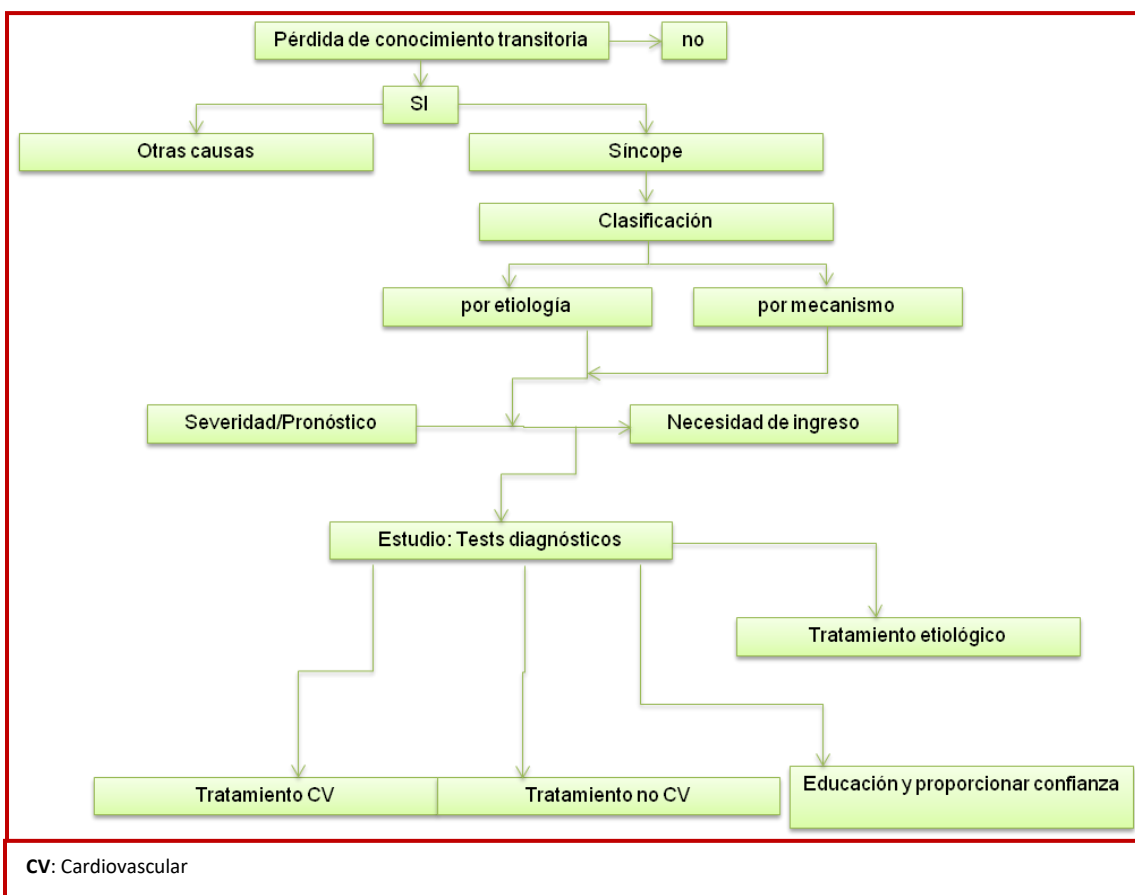 Pérdida de conocimiento transitoria
no
SI
Otras causas
Síncope
Clasificación
por etiología
por mecanismo
Severidad/Pronóstico
Necesidad de ingreso
Estudio: Tests diagnósticos
Tratamiento etiológico
Tratamiento CV
Tratamiento no CV
Educación y proporcionar confianza
CV: Cardiovascular